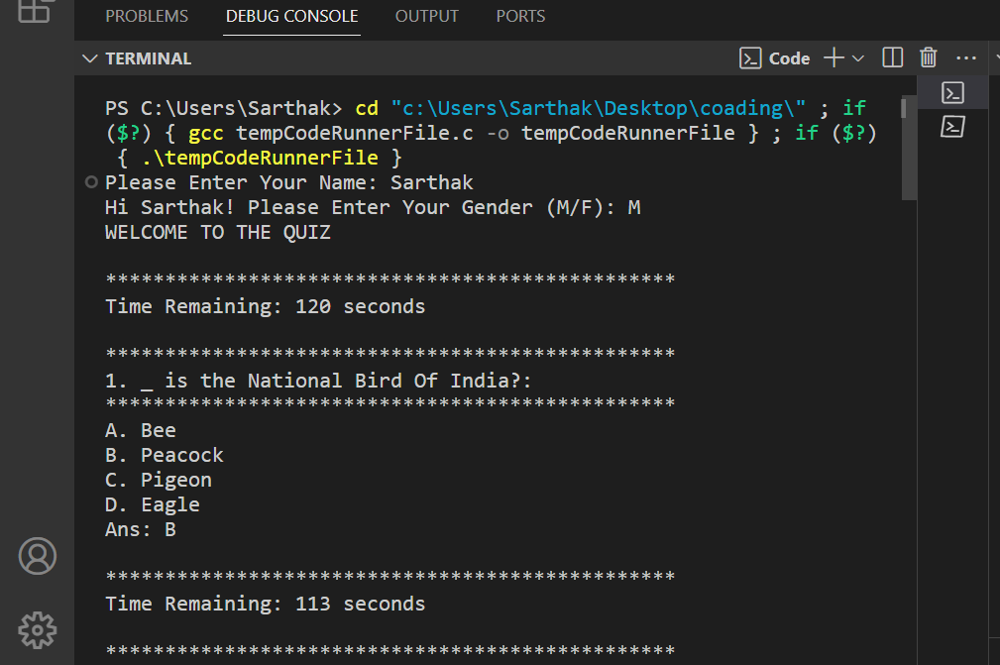 PROBLEMS DEBUG CONSOLE OUTPUT PORTS
TERMINAL Code
PS C:\Users\Sarthak> cd "c:\Users\Sarthak\Desktop\coading\" ; if
($?) { gcc tempCodeRunnerFile.c -o tempCodeRunnerFile } ; if ($?)
{ .\tempCodeRunnerFile }
Please Enter Your Name: Sarthak
Hi Sarthak! Please Enter Your Gender (M/F): M
WELCOME TO THE QUIZ
************************************************
Time Remaining: 120 seconds
************************************************
1. _ is the National Bird Of India?:
************************************************
A. Bee
B. Peacock
C. Pigeon
D. Eagle
Ans: B
************************************************
Time Remaining: 113 seconds
************************************************